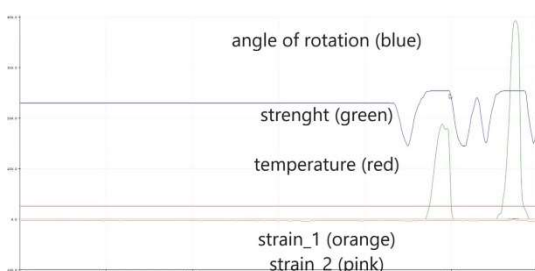 angle of rotation (blue)
strenght (green)
temperature (red)
strain_1 (orange)
strain_2 (pink)